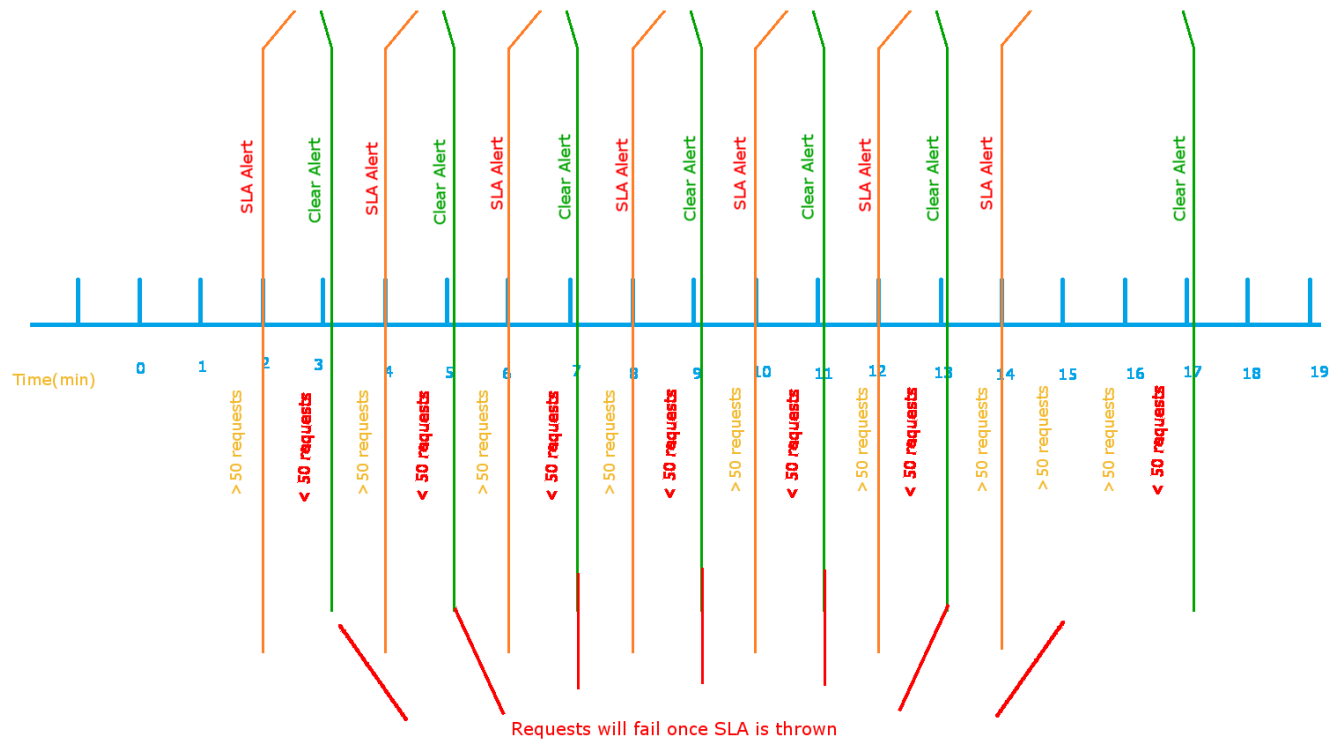 SLA Alert
Clear Alert
SLA Alert
Clear Alert
SLA Alert
Clear Alert
SLA Alert
Clear Alert
SLA Alert
Clear Alert
SLA Alert
Clear Alert
SLA Alert
Clear Alert
Time(min)
0 1 2 3 4 5 6 7 8 9 10 11 12 13 14 15 16 17 18 19
> 50 requests
< 50 requests
> 50 requests
< 50 requests
> 50 requests
< 50 requests
> 50 requests
< 50 requests
> 50 requests
< 50 requests
> 50 requests
< 50 requests
> 50 requests
> 50 requests
> 50 requests
< 50 requests
Requests will fail once SLA is thrown